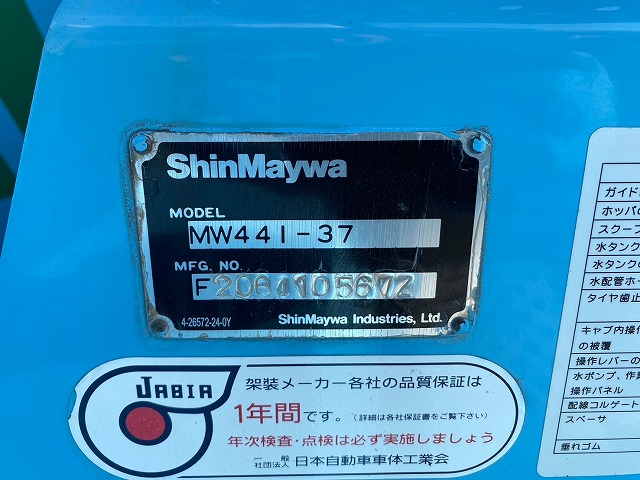 ShinMaywa
MODEL
MW441-37
MFG. NO.
4-26572-24-0Y
ShinMaywa Industries, Ltd.
JABIA
架装メーカー各社の品質保証は
1年間です。(詳細は各社保証書をご覧下さい)
年次検査・点検は必ず実施しましょう
一般社団法人 日本自動車車体工業会
ガイド
ホッパの
スクープ
水タンク
水タンクの
水配管ホー
タイヤ歯止
キャブ内操作
の被覆
操作レバーの
水ポンプ、作
操作パネル
配線コルゲート
スペーサ
垂れゴム